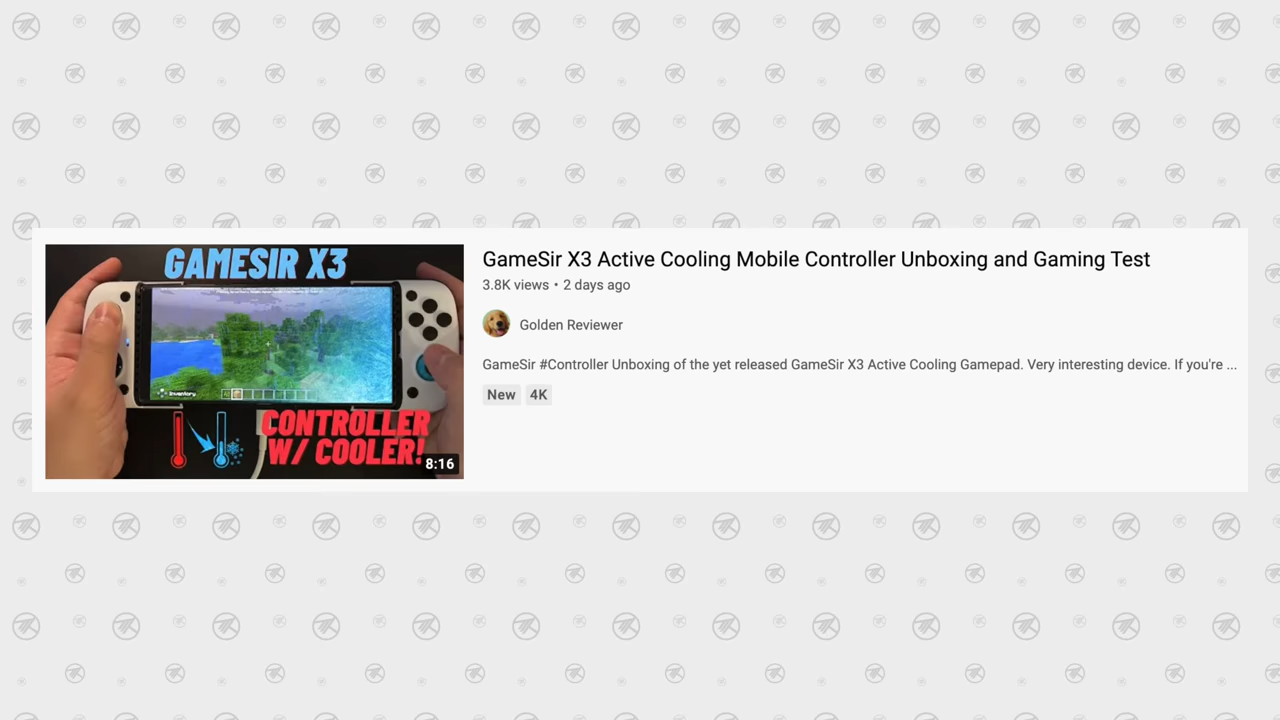 GAMESIR X3
Inventory
CONTROLLER
W/ COOLER!
8:16
GameSir X3 Active Cooling Mobile Controller Unboxing and Gaming Test
3.8K views • 2 days ago
Golden Reviewer
GameSir #Controller Unboxing of the yet released GameSir X3 Active Cooling Gamepad. Very interesting device. If you're ...
New 4K